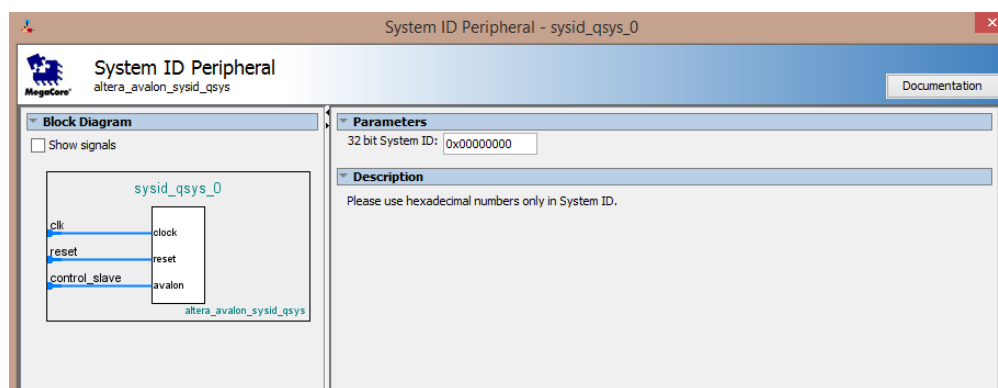 System ID Peripheral - sysid_qsys_0
System ID Peripheral
altera_avalon_sysid_qsys
MegaCore'
Documentation
Block Diagram
Show signals
sysid_qsys_0
clk
clock
reset
reset
control_slave
avalon
altera_avalon_sysid_qsys
Parameters
32 bit System ID: 0x00000000
Description
Please use hexadecimal numbers only in System ID.